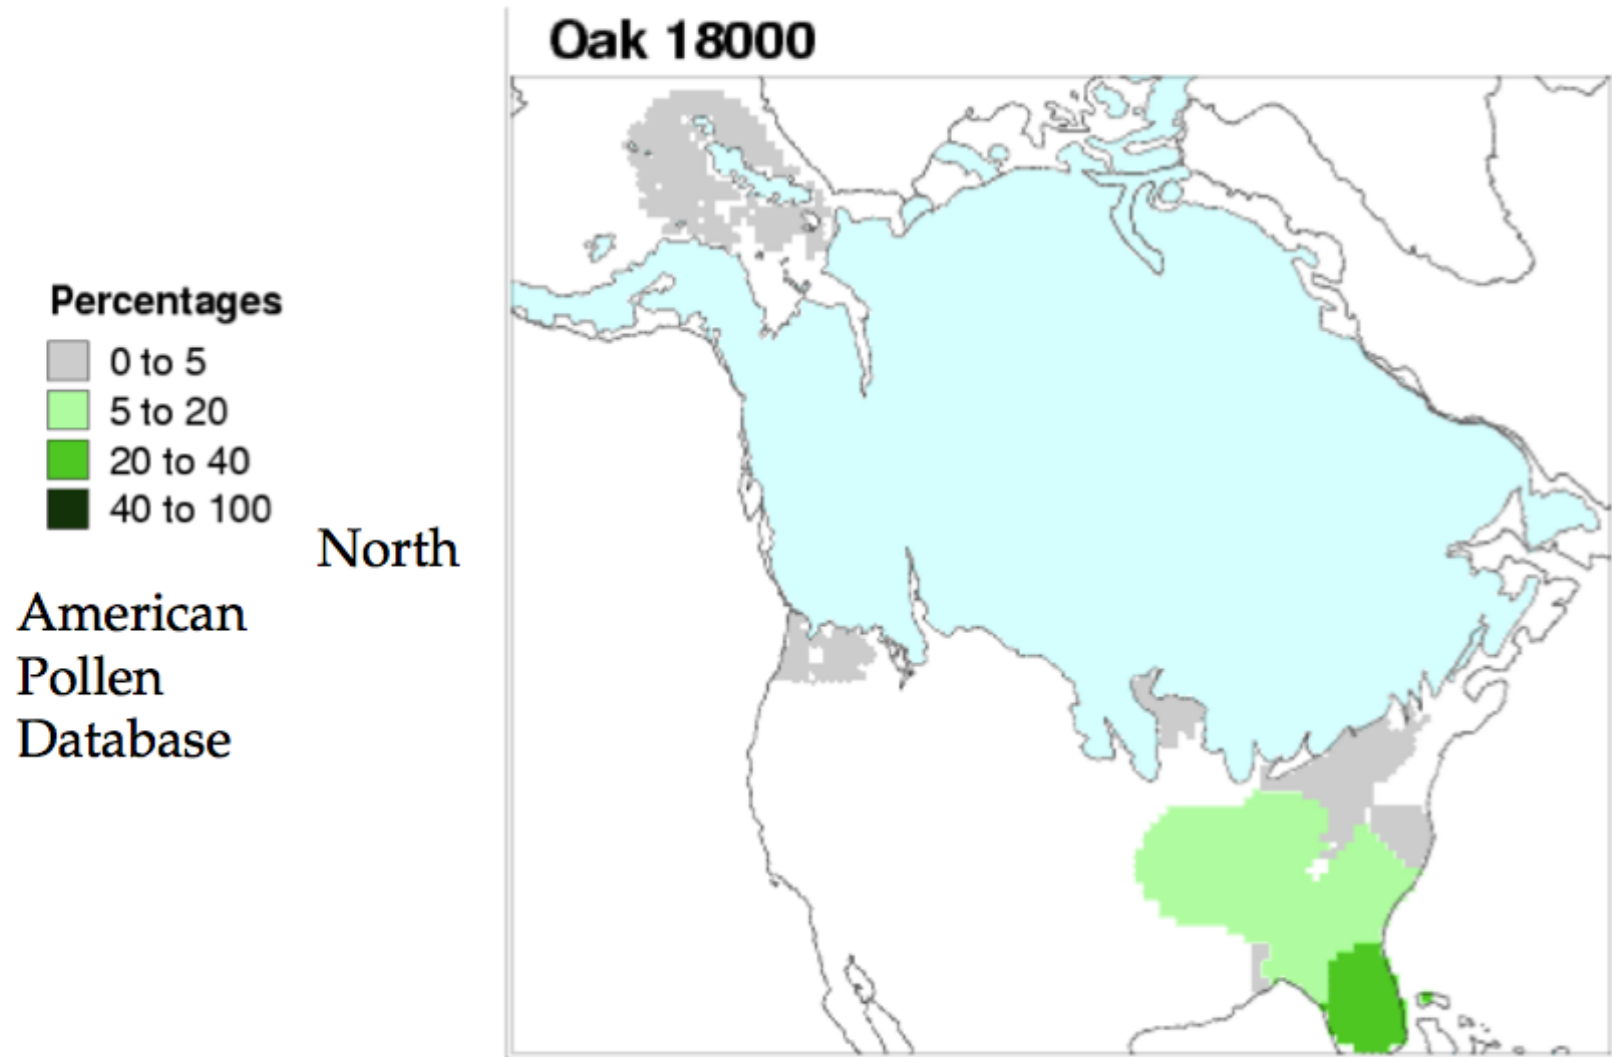 Oak 18000
Percentages
0 to 5
5 to 20
20 to 40
40 to 100
North
American
Pollen
Database